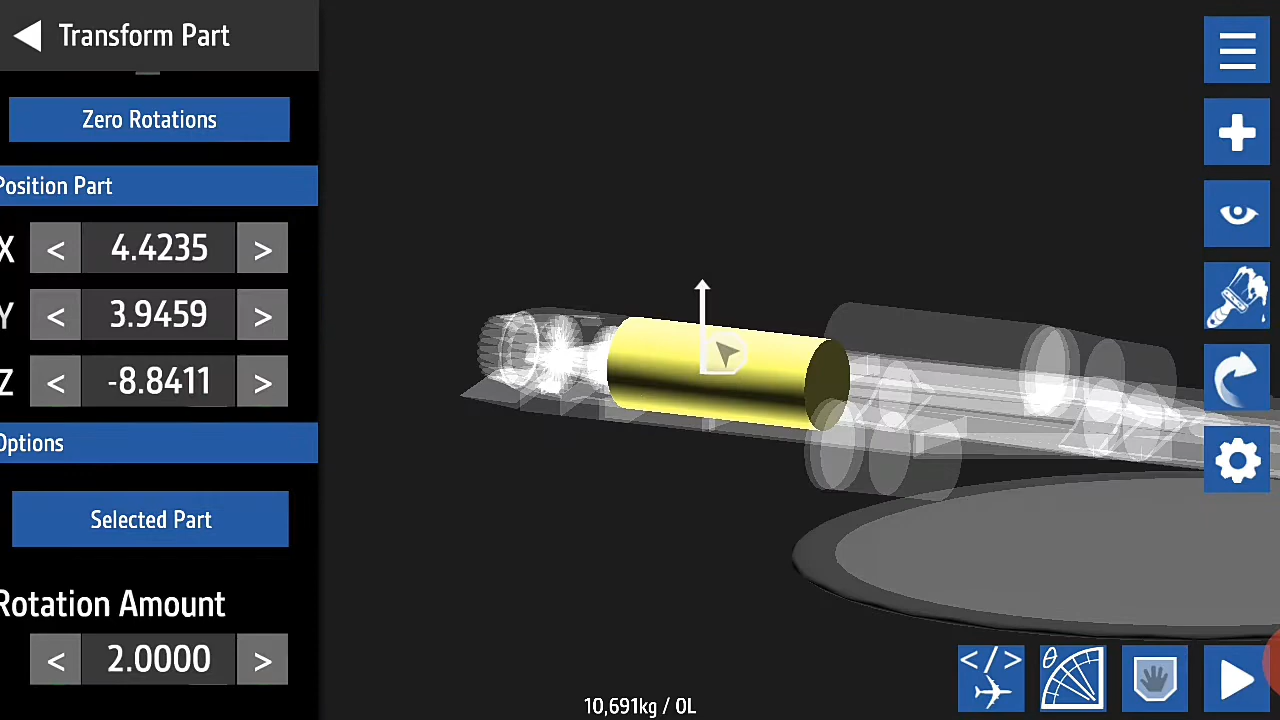 Transform Part
Zero Rotations
Position Part
X < 4.4235 >
Y < 3.9459 >
Z < -8.8411 >
Options
Selected Part
Rotation Amount
< 2.0000 >
10,691kg / 0L
</> θ